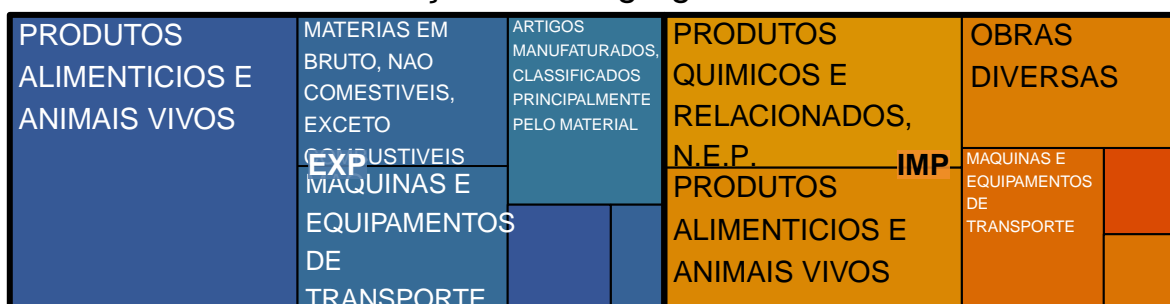 PRODUTOS
ALIMENTICIOS E
ANIMAIS VIVOS
MATERIAS EM
BRUTO, NAO
COMESTIVEIS,
EXCETO
COMBUSTIVEIS
EXP
MAQUINAS E
EQUIPAMENTOS
DE
TRANSPORTE
ARTIGOS
MANUFATURADOS,
CLASSIFICADOS
PRINCIPALMENTE
PELO MATERIAL
PRODUTOS
QUIMICOS E
RELACIONADOS,
N.E.P.
IMP
PRODUTOS
ALIMENTICIOS E
ANIMAIS VIVOS
OBRAS
DIVERSAS
MAQUINAS E
EQUIPAMENTOS
DE
TRANSPORTE